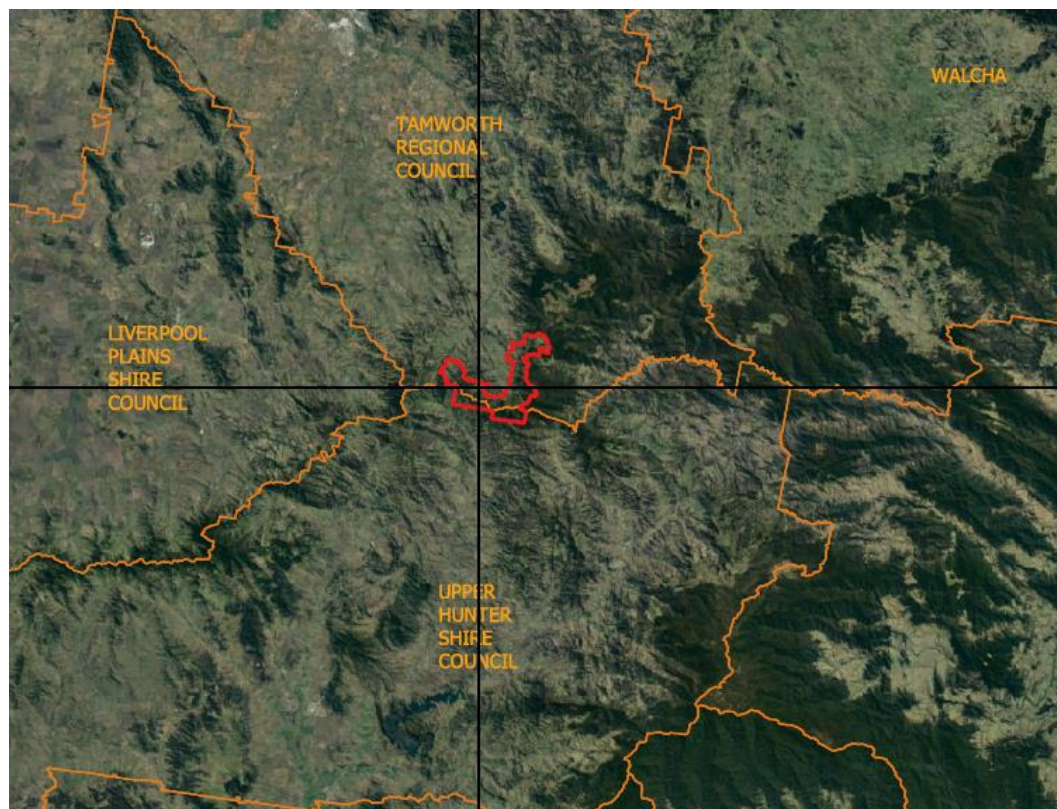 WALCHA
TAMWORTH
REGIONAL
COUNCIL
LIVERPOOL
PLAINS
SHIRE
COUNCIL
UPPER
HUNTER
SHIRE
COUNCIL